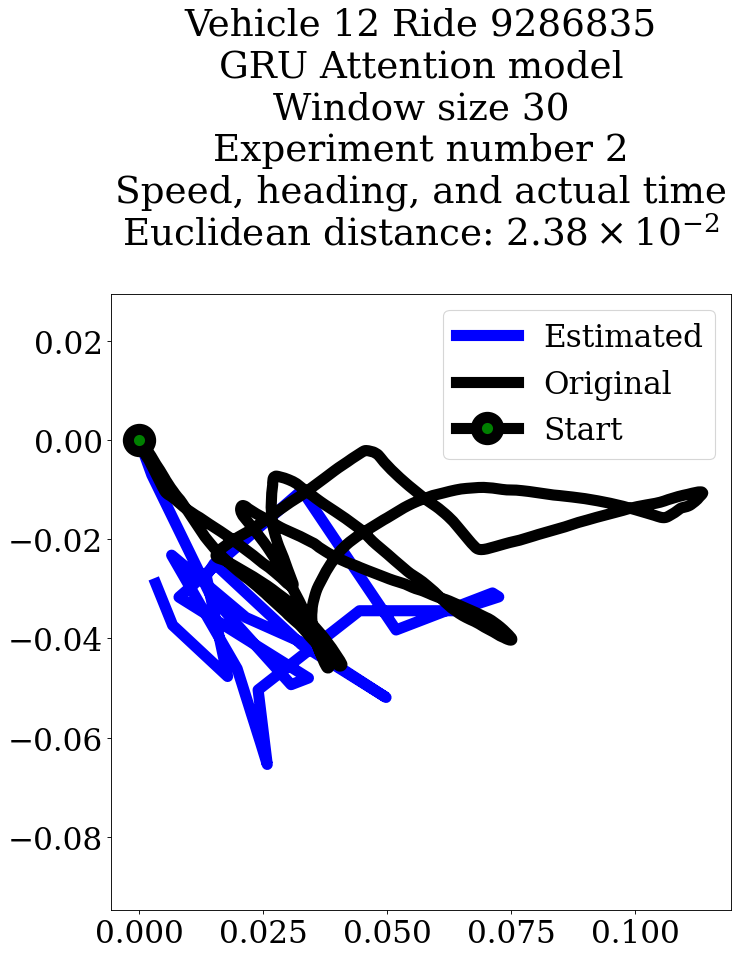 Vehicle 12 Ride 9286835
GRU Attention model
Window size 30
Experiment number 2
Speed, heading, and actual time
Euclidean distance: 2.38 × 10⁻²
Estimated
Original
Start
0.02
0.00
−0.02
−0.04
−0.06
−0.08
0.000 0.025 0.050 0.075 0.100